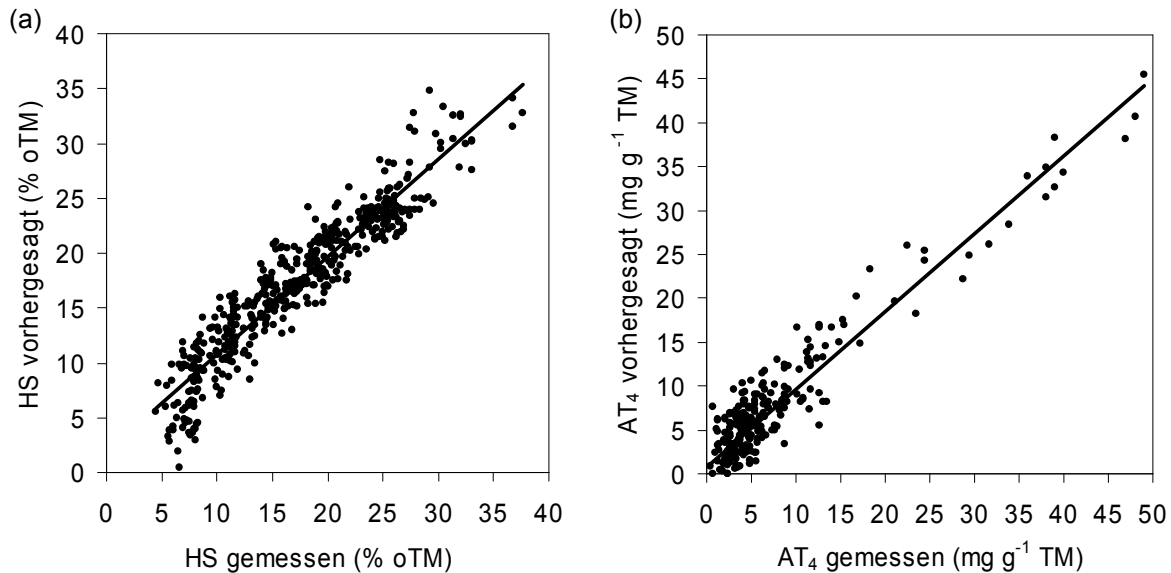 (a)
HS vorhergesagt (% oTM)
40
35
30
25
20
15
10
5
0
0 5 10 15 20 25 30 35 40
HS gemessen (% oTM)
(b)
AT₄ vorhergesagt (mg g⁻¹ TM)
50
45
40
35
30
25
20
15
10
5
0
0 5 10 15 20 25 30 35 40 45 50
AT₄ gemessen (mg g⁻¹ TM)